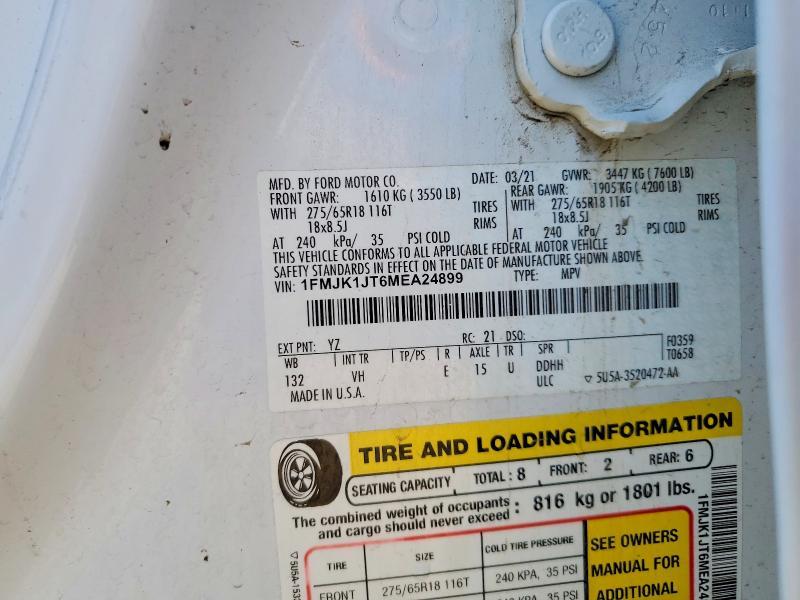 MFD. BY FORD MOTOR CO. DATE: 03/21 GVWR: 3447 KG ( 7600 LB)
FRONT GAWR: 1610 KG ( 3550 LB) REAR GAWR: 1905 KG ( 4200 LB)
WITH 275/65R18 116T TIRES WITH 275/65R18 116T TIRES
18x8.5J RIMS 18x8.5J RIMS
AT 240 kPa/ 35 PSI COLD AT 240 kPa/ 35 PSI COLD
THIS VEHICLE CONFORMS TO ALL APPLICABLE FEDERAL MOTOR VEHICLE
SAFETY STANDARDS IN EFFECT ON THE DATE OF MANUFACTURE SHOWN ABOVE.
VIN: 1FMJK1JT6MEA24899 TYPE: MPV
EXT PNT: YZ RC: 21 DSO: F0359
WB INT TR TP/PS R AXLE TR SPR T0658
132 VH E 15 U DDHH
MADE IN U.S.A. ULC 5U5A-3520472-AA
TIRE AND LOADING INFORMATION
SEATING CAPACITY TOTAL : 8 FRONT: 2 REAR: 6
The combined weight of occupants
and cargo should never exceed : 816 kg or 1801 lbs.
TIRE SIZE COLD TIRE PRESSURE
FRONT 275/65R18 116T 240 KPA, 35 PSI
SEE OWNERS
MANUAL FOR
ADDITIONAL
1FMJK1JT6MEA24